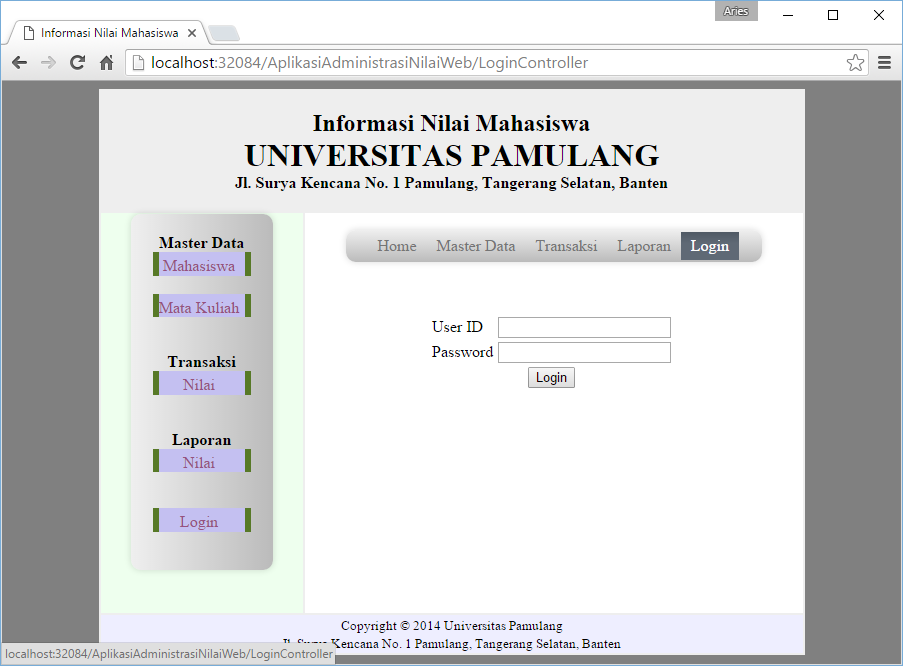 Aries
Informasi Nilai Mahasiswa
localhost:32084/AplikasiAdministrasiNilaiWeb/LoginController
Informasi Nilai Mahasiswa
UNIVERSITAS PAMULANG
Jl. Surya Kencana No. 1 Pamulang, Tangerang Selatan, Banten
Master Data
Mahasiswa
Mata Kuliah
Transaksi
Nilai
Laporan
Nilai
Login
Home Master Data Transaksi Laporan Login
User ID
Password
Login
Copyright © 2014 Universitas Pamulang
Jl. Surya Kencana No. 1 Pamulang, Tangerang Selatan, Banten
localhost:32084/AplikasiAdministrasiNilaiWeb/LoginController